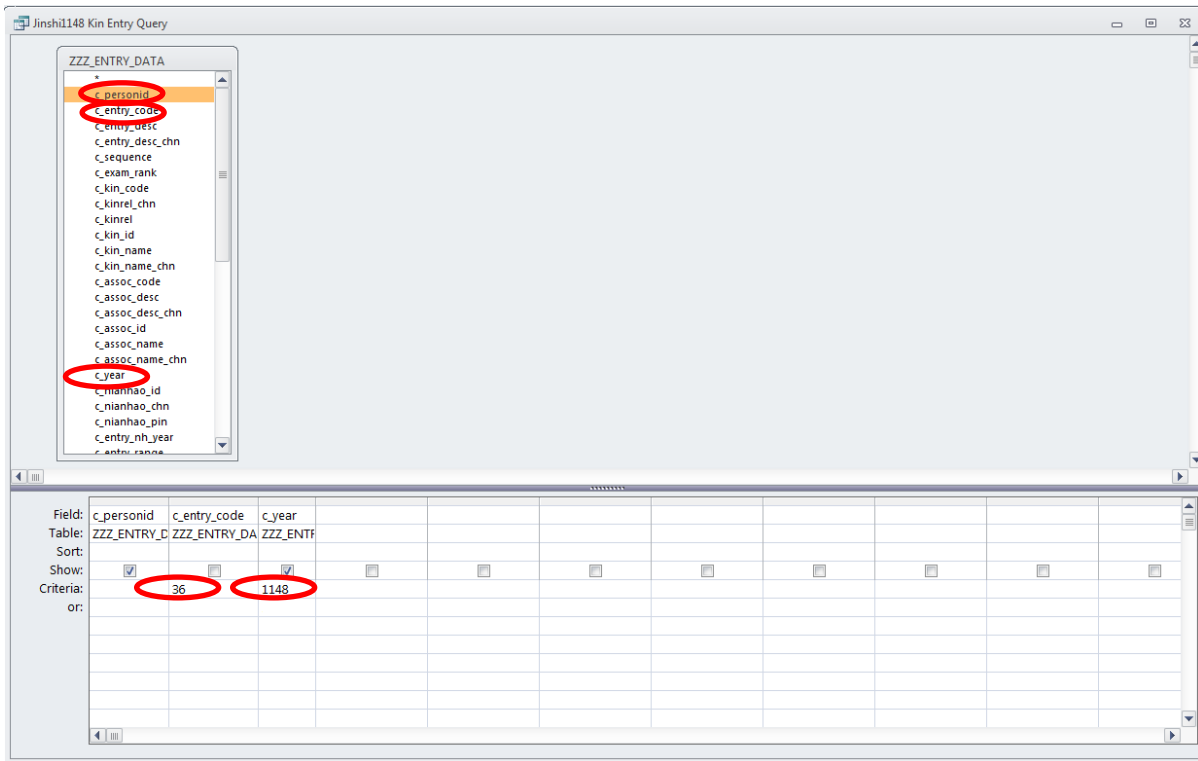 Jinshi1148 Kin Entry Query
ZZZ_ENTRY_DATA
*
c_personid
c_entry_code
c_entry_desc
c_entry_desc_chn
c_sequence
c_exam_rank
c_kin_code
c_kinrel_chn
c_kinrel
c_kin_id
c_kin_name
c_kin_name_chn
c_assoc_code
c_assoc_desc
c_assoc_desc_chn
c_assoc_id
c_assoc_name
c_assoc_name_chn
c_year
c_nianhao_id
c_nianhao_chn
c_nianhao_pin
c_entry_nh_year
c_entry_range
Field: c_personid c_entry_code c_year
Table: ZZZ_ENTRY_D ZZZ_ENTRY_DA ZZZ_ENTF
Sort:
Show:
Criteria: 36 1148
or: